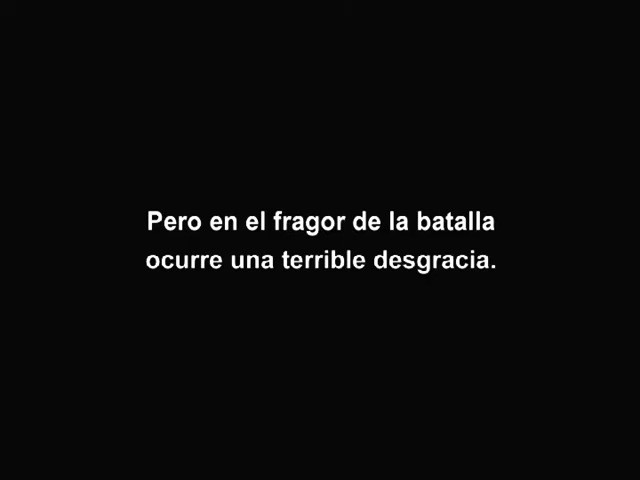 Pero en el fragor de la batalla
ocurre una terrible desgracia.